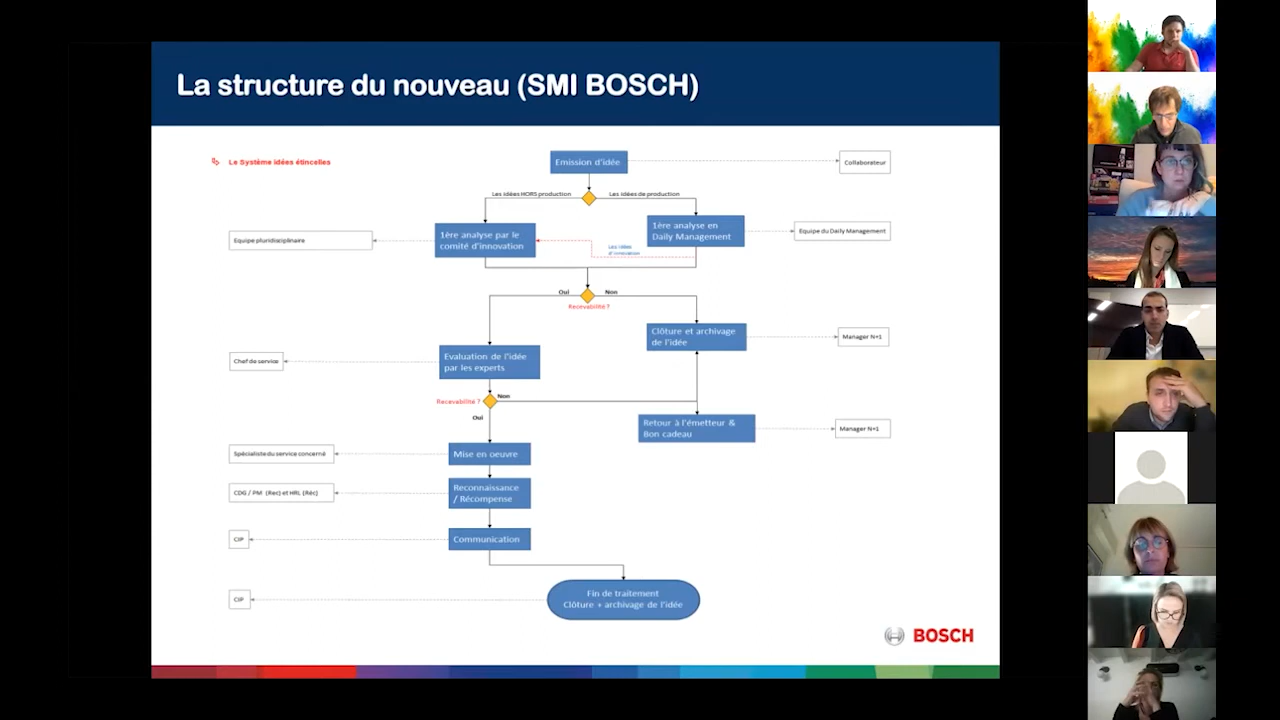 La structure du nouveau (SMI BOSCH)
Le Système idées étincelles
Emission d'idée
Collaborateur
Les idées HORS production
Les idées de production
Equipe pluridisciplinaire
1ère analyse par le
comité d'innovation
1ère analyse en
Daily Management
Equipe du Daily Management
Les idées
d'innovation
Oui
Non
Recevabilité ?
Clôture et archivage
de l'idée
Manager N+1
Chef de service
Evaluation de l'idée
par les experts
Recevabilité ?
Non
Oui
Retour à l'émetteur &
Bon cadeau
Manager N+1
Spécialiste du service concerné
Mise en oeuvre
CDG / PM (Rec) et HRL (Réc)
Reconnaissance
/ Récompense
CIP
Communication
CIP
Fin de traitement
Clôture + archivage de l'idée
BOSCH